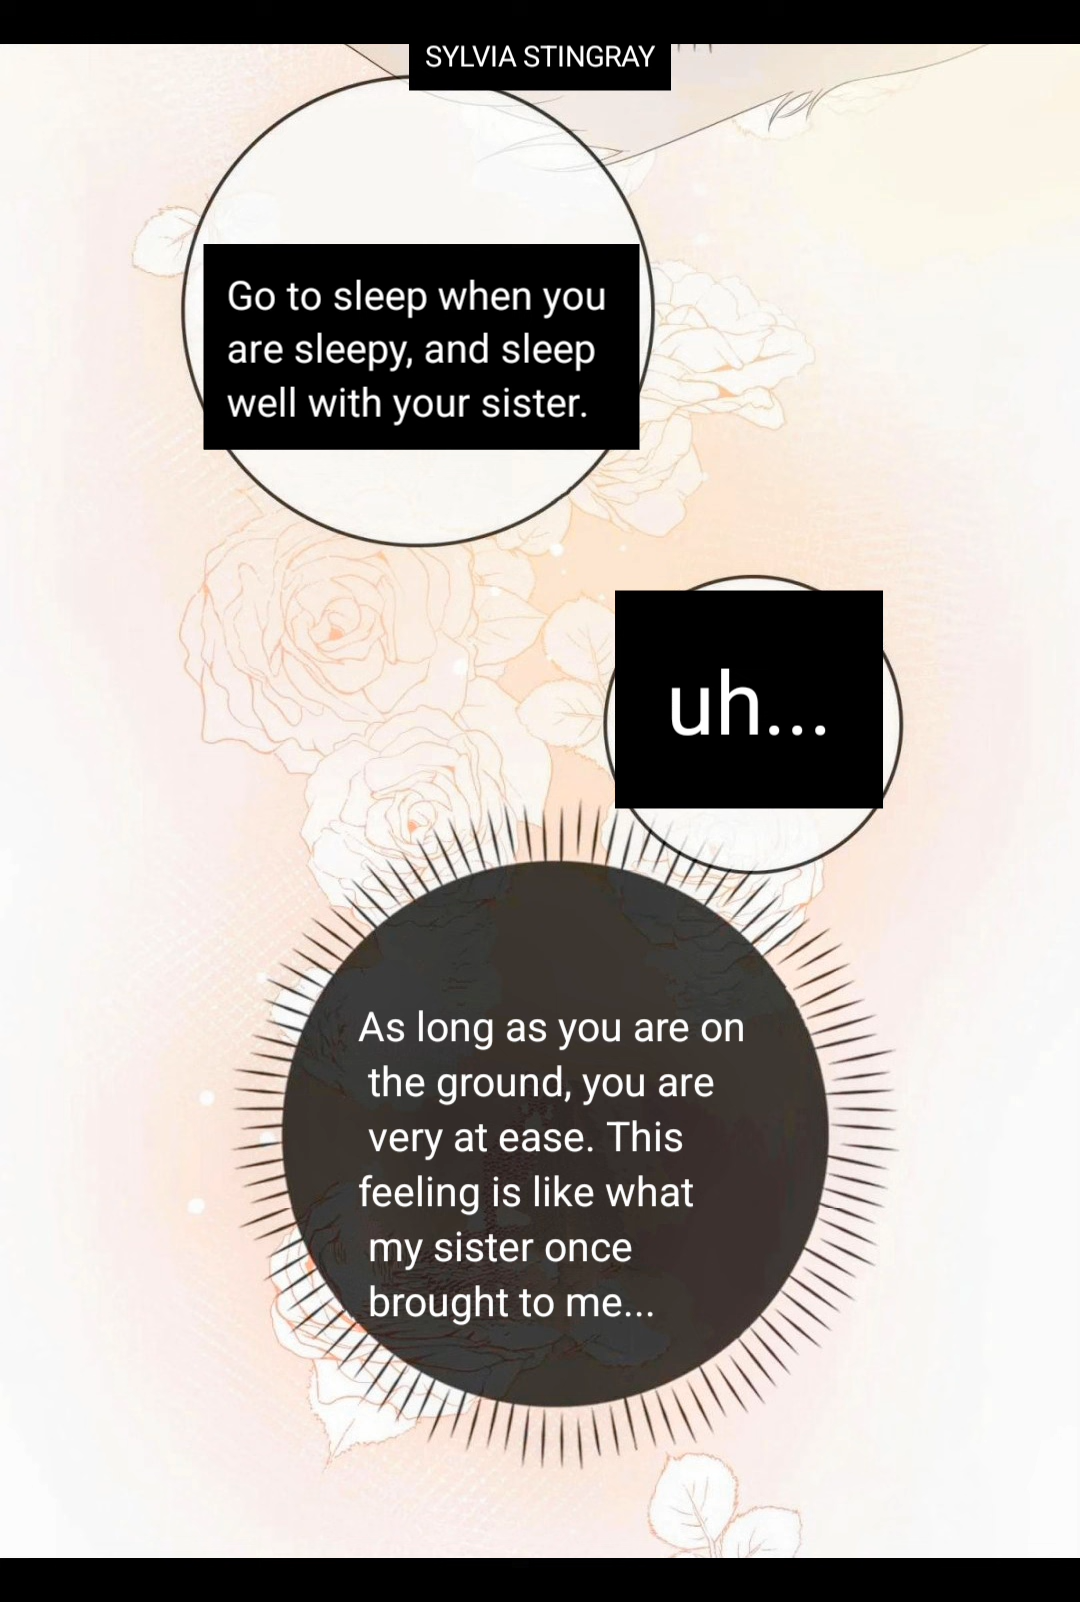 SYLVIA STINGRAY
Go to sleep when you
are sleepy, and sleep
well with your sister.
uh...
As long as you are on
the ground, you are
very at ease. This
feeling is like what
my sister once
brought to me...